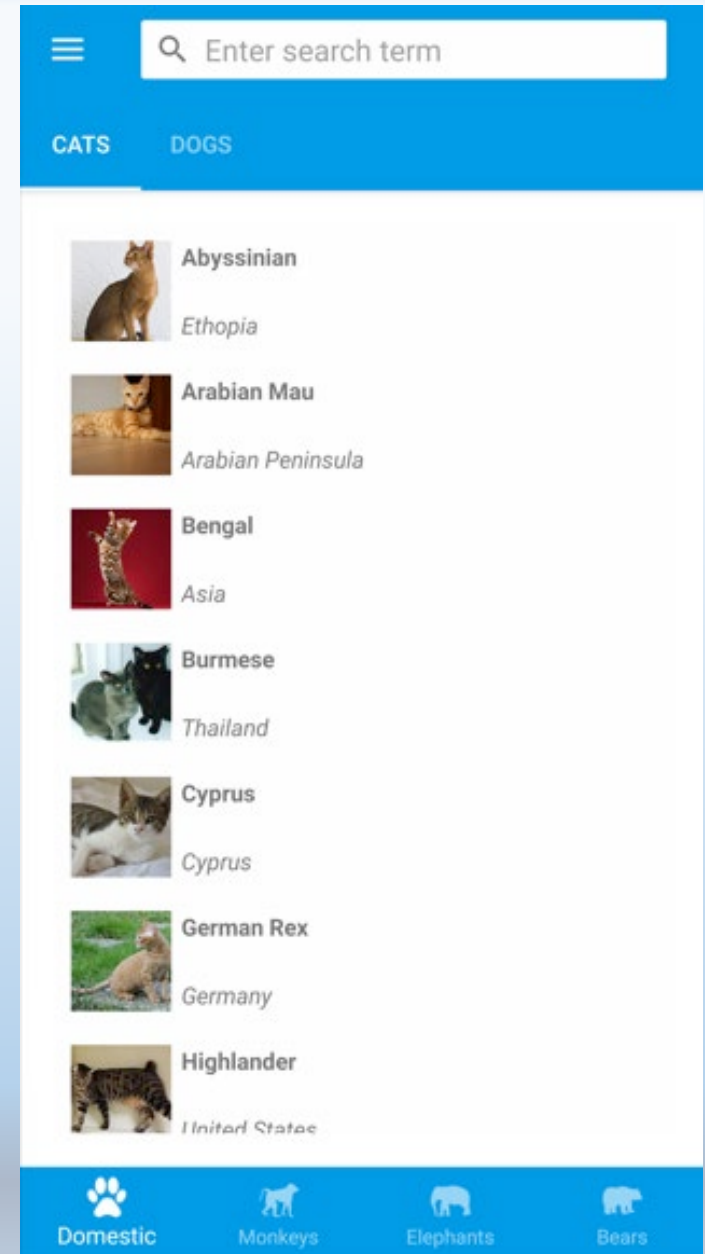 Enter search term
CATS DOGS
Abyssinian
Ethopia
Arabian Mau
Arabian Peninsula
Bengal
Asia
Burmese
Thailand
Cyprus
Cyprus
German Rex
Germany
Highlander
United States
Domestic Monkeys Elephants Bears